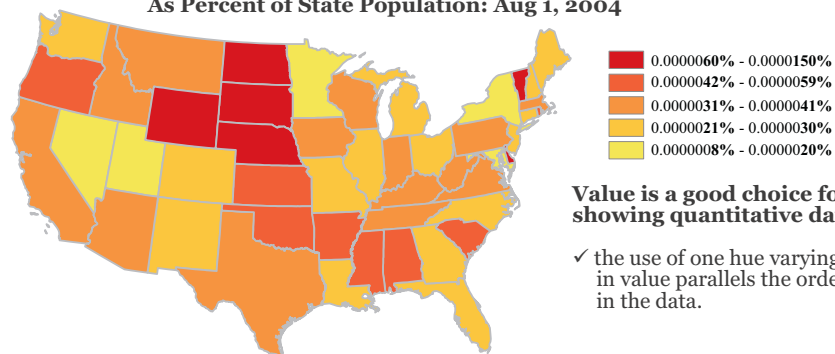 As Percent of State Population: Aug 1, 2004
0.0000060% - 0.0000150%
0.0000042% - 0.0000059%
0.0000031% - 0.0000041%
0.0000021% - 0.0000030%
0.000008% - 0.0000020%
Value is a good choice fo
showing quantitative da
✓ the use of one hue varying
in value parallels the orde
in the data.